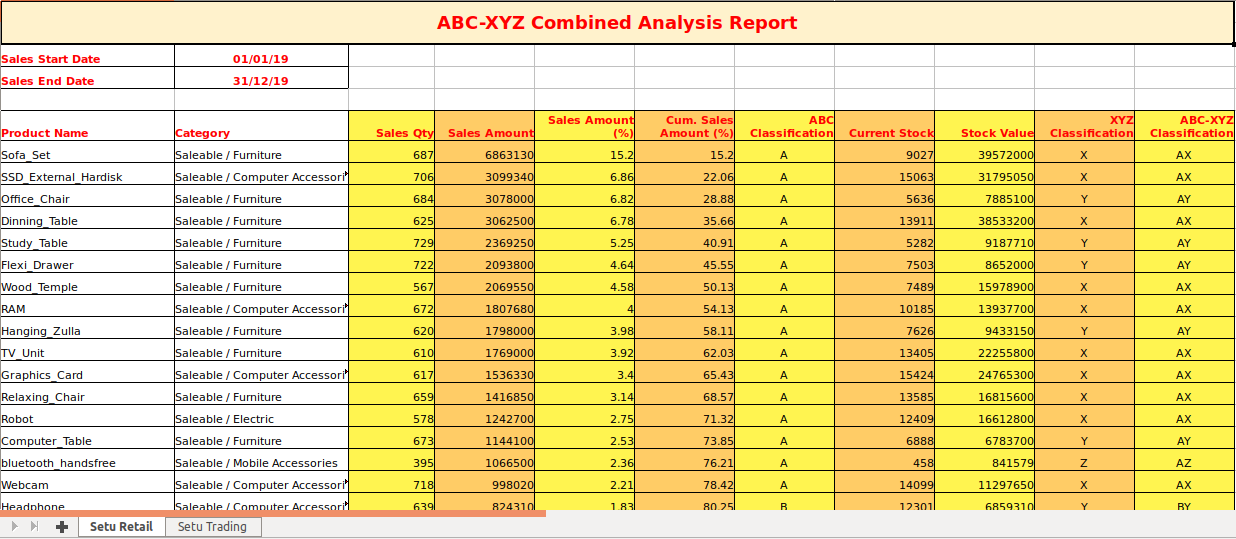 ABC-XYZ Combined Analysis Report
Sales Start Date 01/01/19
Sales End Date 31/12/19
Product Name Category Sales Qty Sales Amount Sales Amount (%) Cum. Sales Amount (%) ABC Classification Current Stock Stock Value XYZ Classification ABC-XYZ Classification
Sofa_Set Saleable / Furniture 687 6863130 15.2 15.2 A 9027 39572000 X AX
SSD_External_Hardisk Saleable / Computer Accessori 706 3099340 6.86 22.06 A 15063 31795050 X AX
Office_Chair Saleable / Furniture 684 3078000 6.82 28.88 A 5636 7885100 Y AY
Dinning_Table Saleable / Furniture 625 3062500 6.78 35.66 A 13911 38533200 X AX
Study_Table Saleable / Furniture 729 2369250 5.25 40.91 A 5282 9187710 Y AY
Flexi_Drawer Saleable / Furniture 722 2093800 4.64 45.55 A 7503 8652000 Y AY
Wood_Temple Saleable / Furniture 567 2069550 4.58 50.13 A 7489 15978900 X AX
RAM Saleable / Computer Accessori 672 1807680 4 54.13 A 10185 13937700 X AX
Hanging_Zulla Saleable / Furniture 620 1798000 3.98 58.11 A 7626 9433150 Y AY
TV_Unit Saleable / Furniture 610 1769000 3.92 62.03 A 13405 22255800 X AX
Graphics_Card Saleable / Computer Accessori 617 1536330 3.4 65.43 A 15424 24765300 X AX
Relaxing_Chair Saleable / Furniture 659 1416850 3.14 68.57 A 13585 16815600 X AX
Robot Saleable / Electric 578 1242700 2.75 71.32 A 12409 16612800 X AX
Computer_Table Saleable / Furniture 673 1144100 2.53 73.85 A 6888 6783700 Y AY
bluetooth_handsfree Saleable / Mobile Accessories 395 1066500 2.36 76.21 A 458 841579 Z AZ
Webcam Saleable / Computer Accessori 718 998020 2.21 78.42 A 14099 11297650 X AX
Headphone Saleable / Computer Accessori 639 824310 1.83 80.25 B 12301 6859310 Y BY
Setu Retail Setu Trading